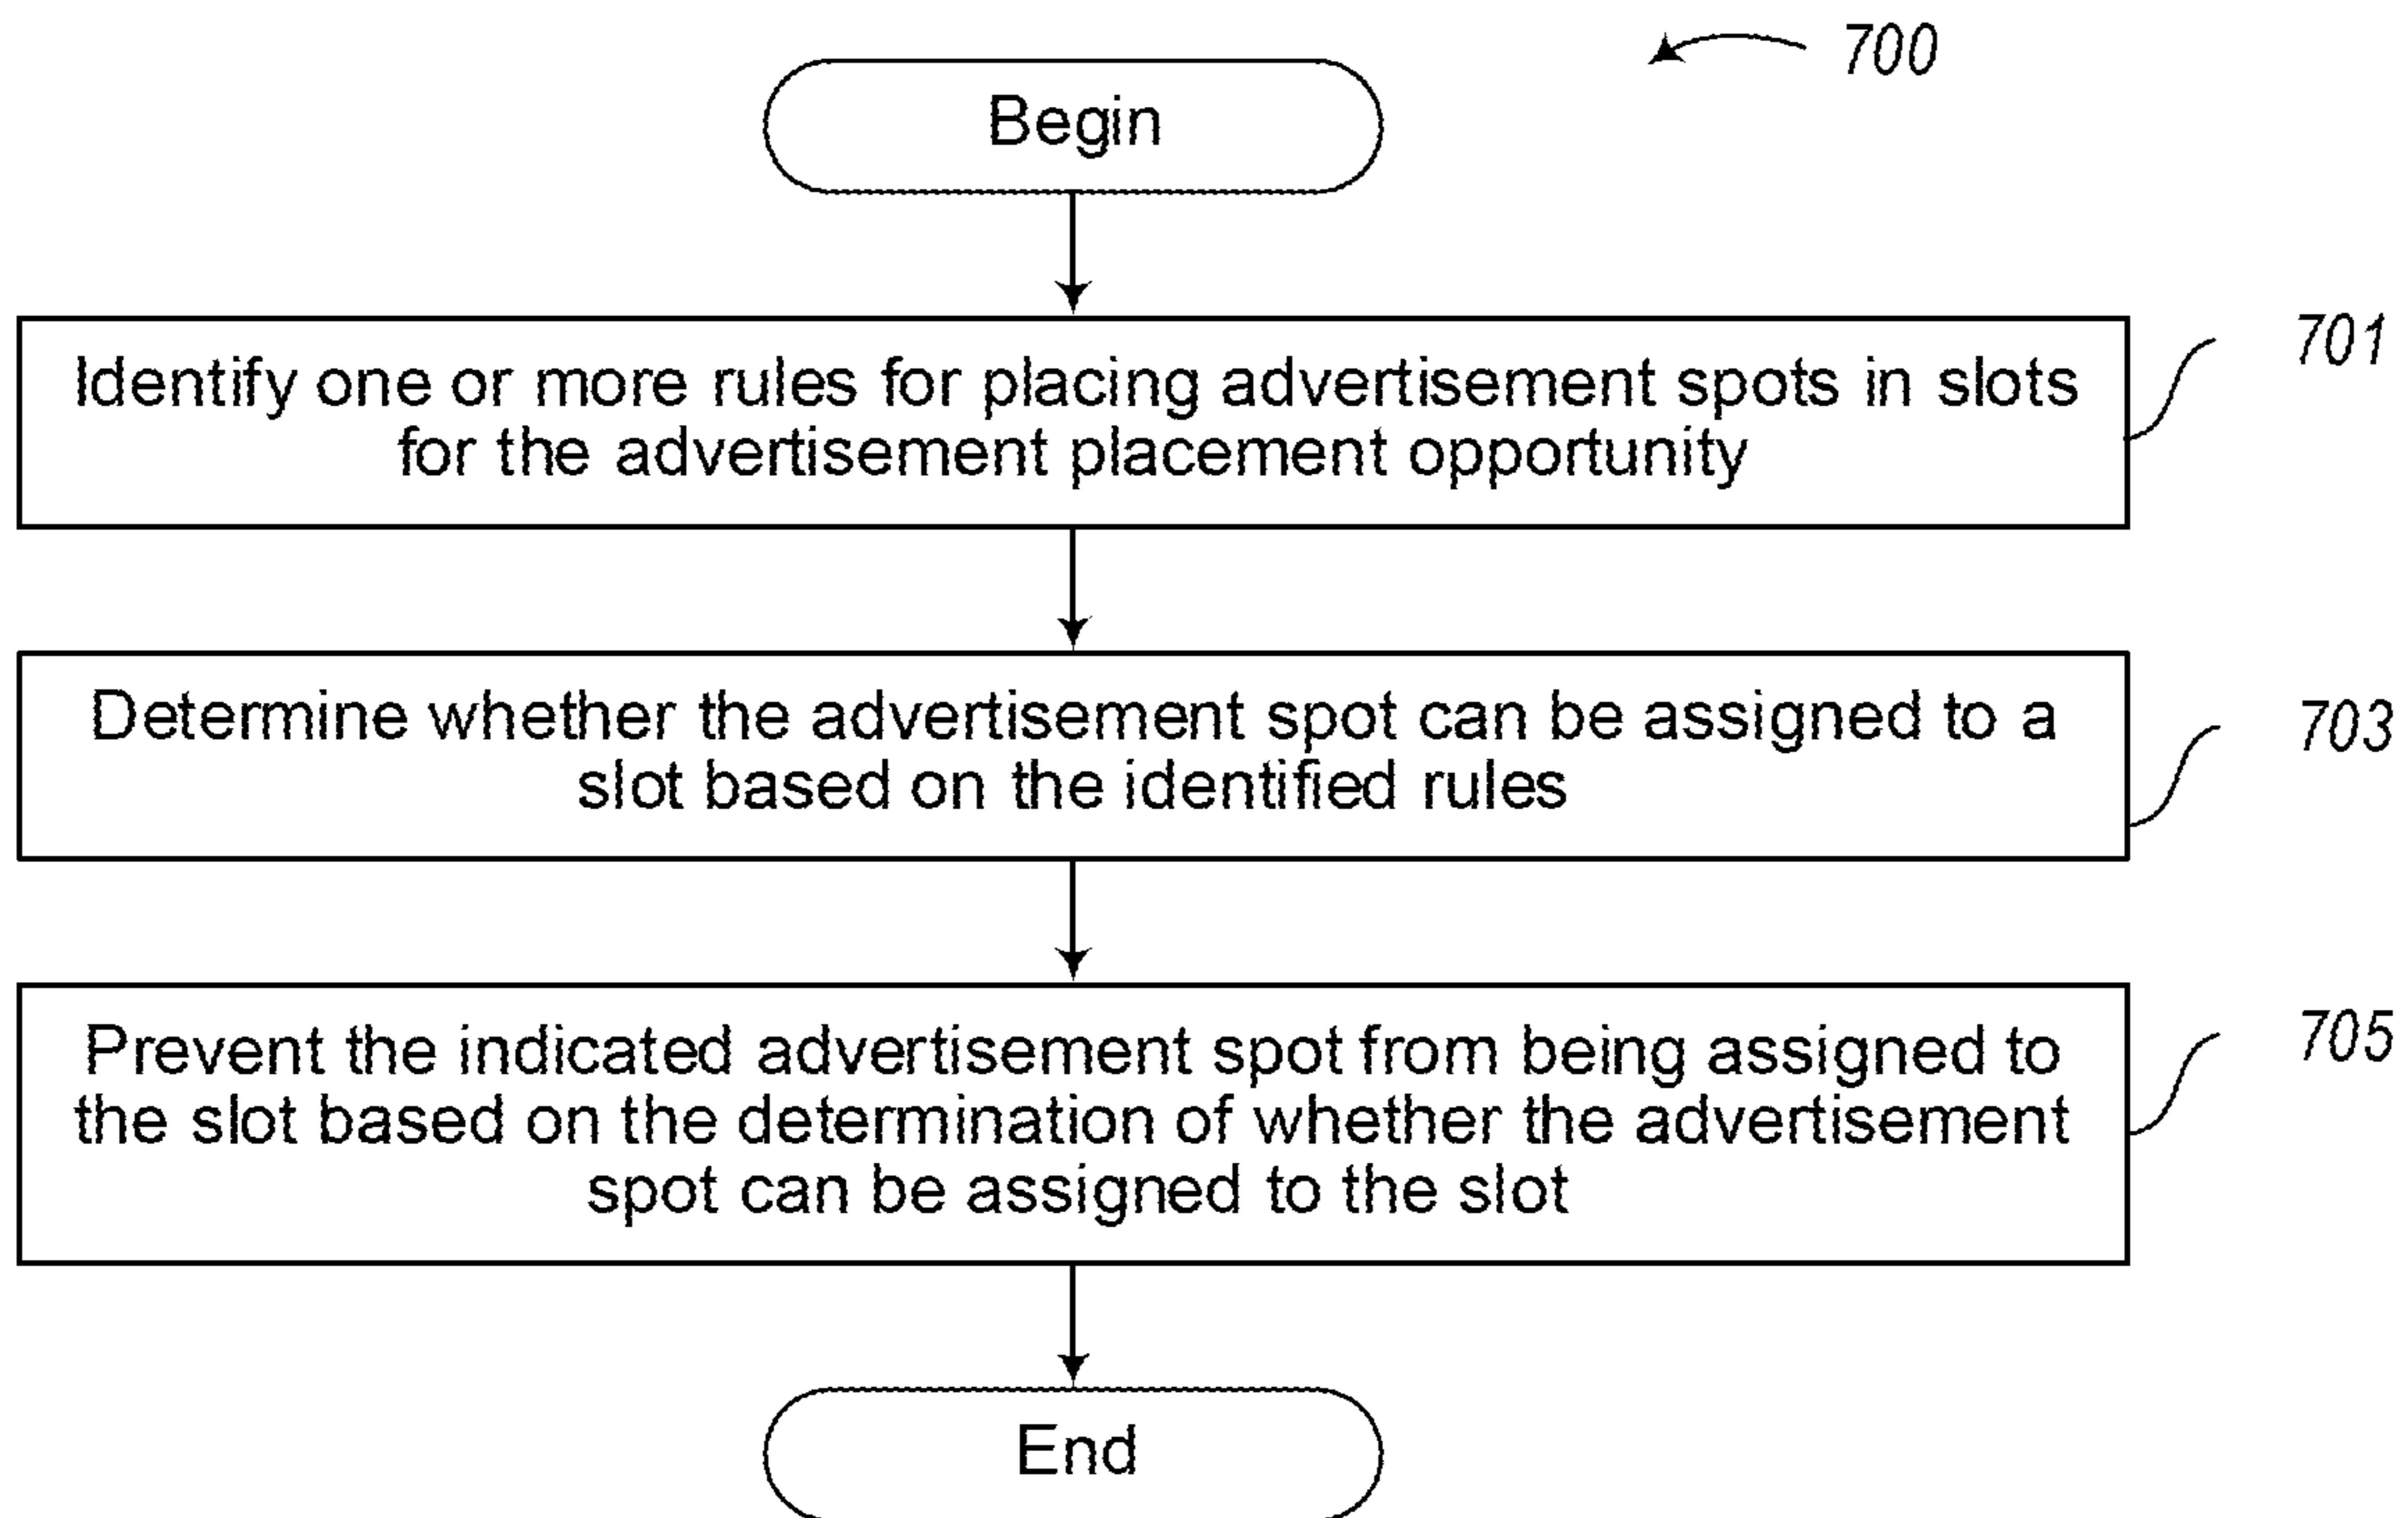 700
Begin
Identify one or more rules for placing advertisement spots in slots
for the advertisement placement opportunity
701
Determine whether the advertisement spot can be assigned to a
slot based on the identified rules
703
Prevent the indicated advertisement spot from being assigned to
the slot based on the determination of whether the advertisement
spot can be assigned to the slot
705
End